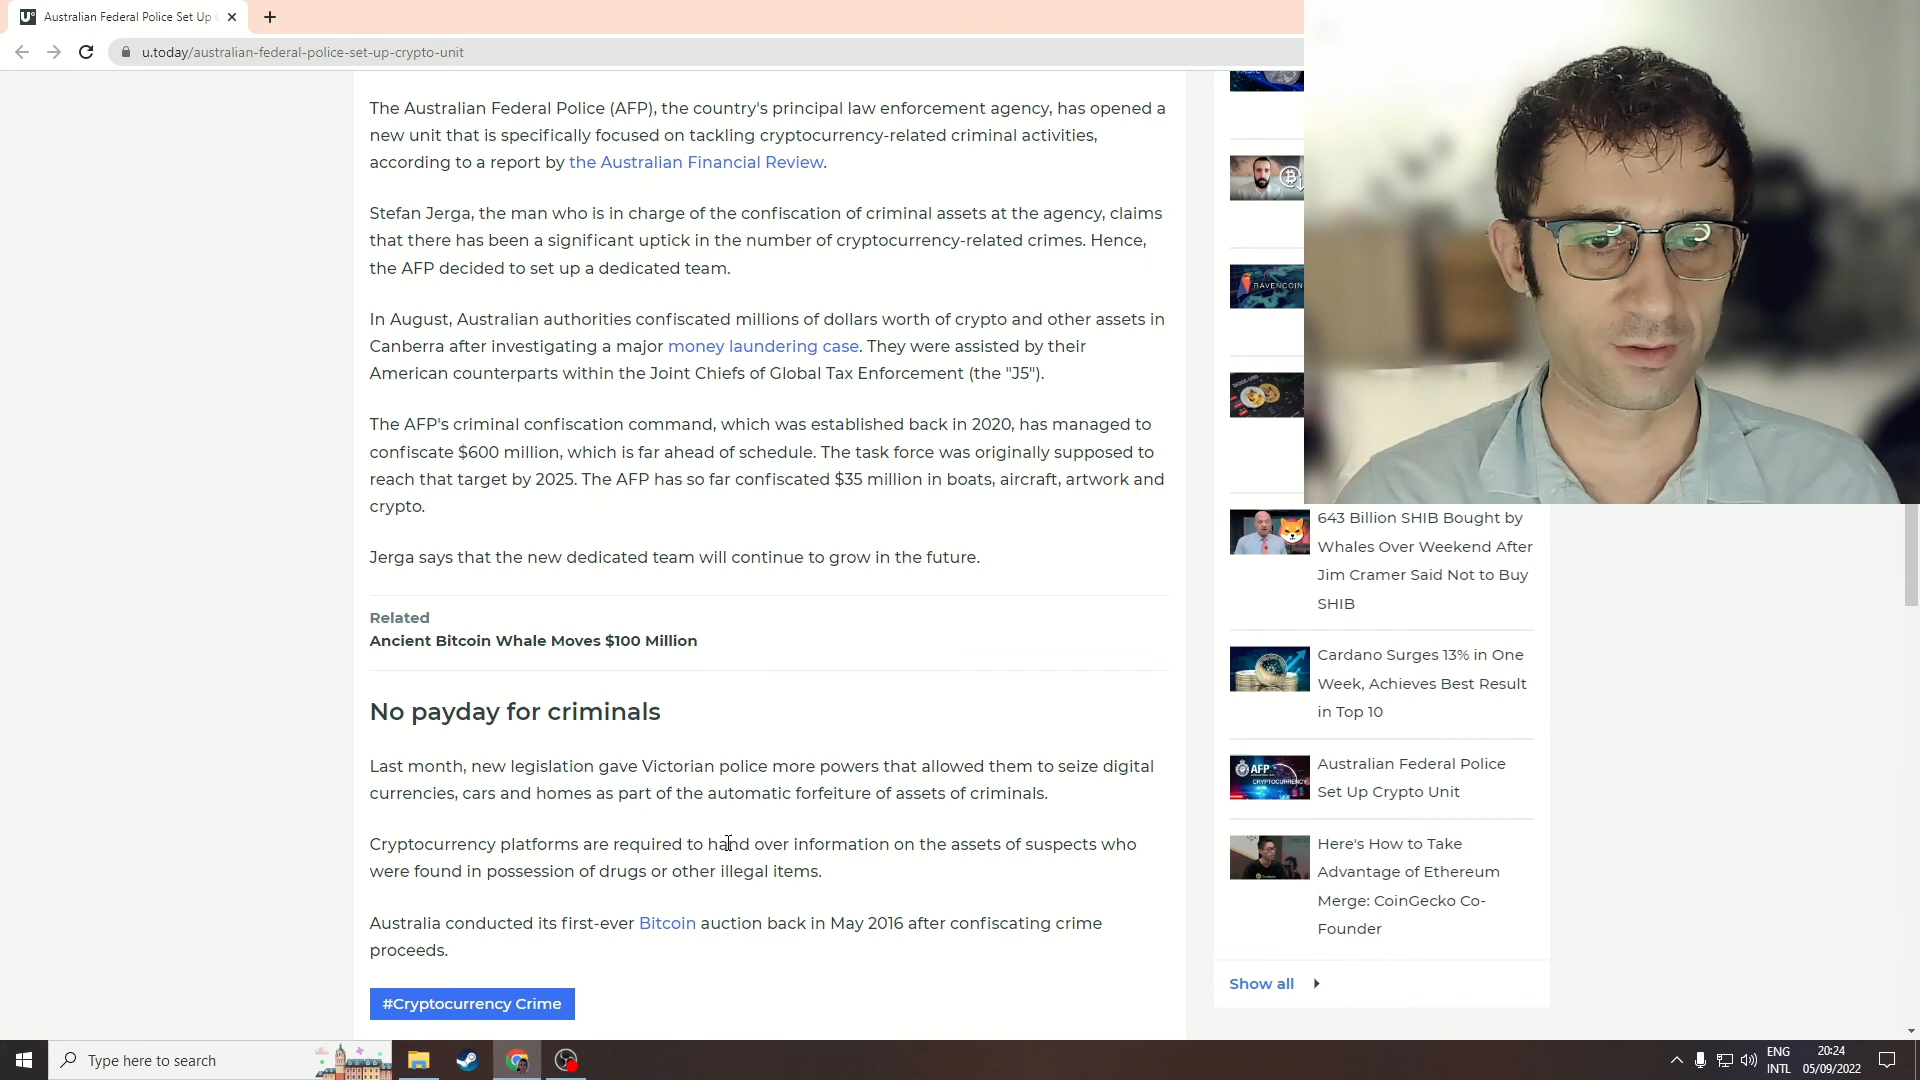 Australian Federal Police Set Up
u.today/australian-federal-police-set-up-crypto-unit
The Australian Federal Police (AFP), the country's principal law enforcement agency, has opened a
new unit that is specifically focused on tackling cryptocurrency-related criminal activities,
according to a report by the Australian Financial Review.
Stefan Jerga, the man who is in charge of the confiscation of criminal assets at the agency, claims
that there has been a significant uptick in the number of cryptocurrency-related crimes. Hence,
the AFP decided to set up a dedicated team.
In August, Australian authorities confiscated millions of dollars worth of crypto and other assets in
Canberra after investigating a major money laundering case. They were assisted by their
American counterparts within the Joint Chiefs of Global Tax Enforcement (the "J5").
The AFP's criminal confiscation command, which was established back in 2020, has managed to
confiscate $600 million, which is far ahead of schedule. The task force was originally supposed to
reach that target by 2025. The AFP has so far confiscated $35 million in boats, aircraft, artwork and
crypto.
Jerga says that the new dedicated team will continue to grow in the future.
Related
Ancient Bitcoin Whale Moves $100 Million
No payday for criminals
Last month, new legislation gave Victorian police more powers that allowed them to seize digital
currencies, cars and homes as part of the automatic forfeiture of assets of criminals.
Cryptocurrency platforms are required to hand over information on the assets of suspects who
were found in possession of drugs or other illegal items.
Australia conducted its first-ever Bitcoin auction back in May 2016 after confiscating crime
proceeds.
#Cryptocurrency Crime
RAVENCOIN
643 Billion SHIB Bought by
Whales Over Weekend After
Jim Cramer Said Not to Buy
SHIB
Cardano Surges 13% in One
Week, Achieves Best Result
in Top 10
AFP
CRYPTOCURRENCY
Australian Federal Police
Set Up Crypto Unit
Here's How to Take
Advantage of Ethereum
Merge: CoinGecko Co-
Founder
Show all
Type here to search
ENG
INTL
20:24
05/09/2022